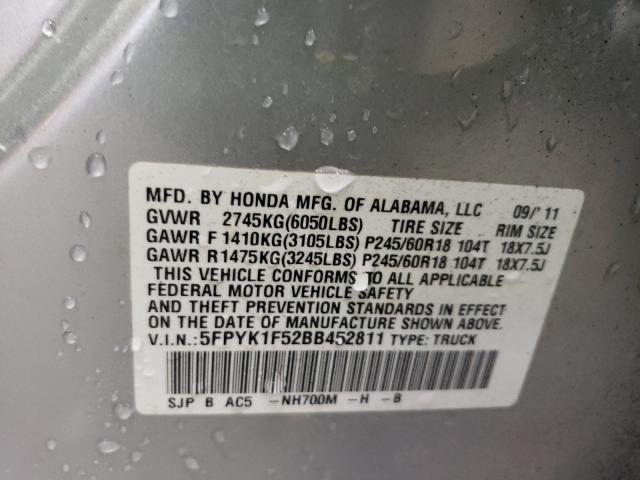 MFD. BY HONDA MFG. OF ALABAMA, LLC 09/' 11
GVWR 2745KG(6050LBS) TIRE SIZE RIM SIZE
GAWR F 1410KG(3105LBS) P245/60R18 104T 18X7.5J
GAWR R 1475KG(3245LBS) P245/60R18 104T 18X7.5J
THIS VEHICLE CONFORMS TO ALL APPLICABLE
FEDERAL MOTOR VEHICLE SAFETY
AND THEFT PREVENTION STANDARDS IN EFFECT
ON THE DATE OF MANUFACTURE SHOWN ABOVE.
V.I.N.:5FPYK1F52BB452811 TYPE: TRUCK
SJP B AC5 -NH700M -H -B